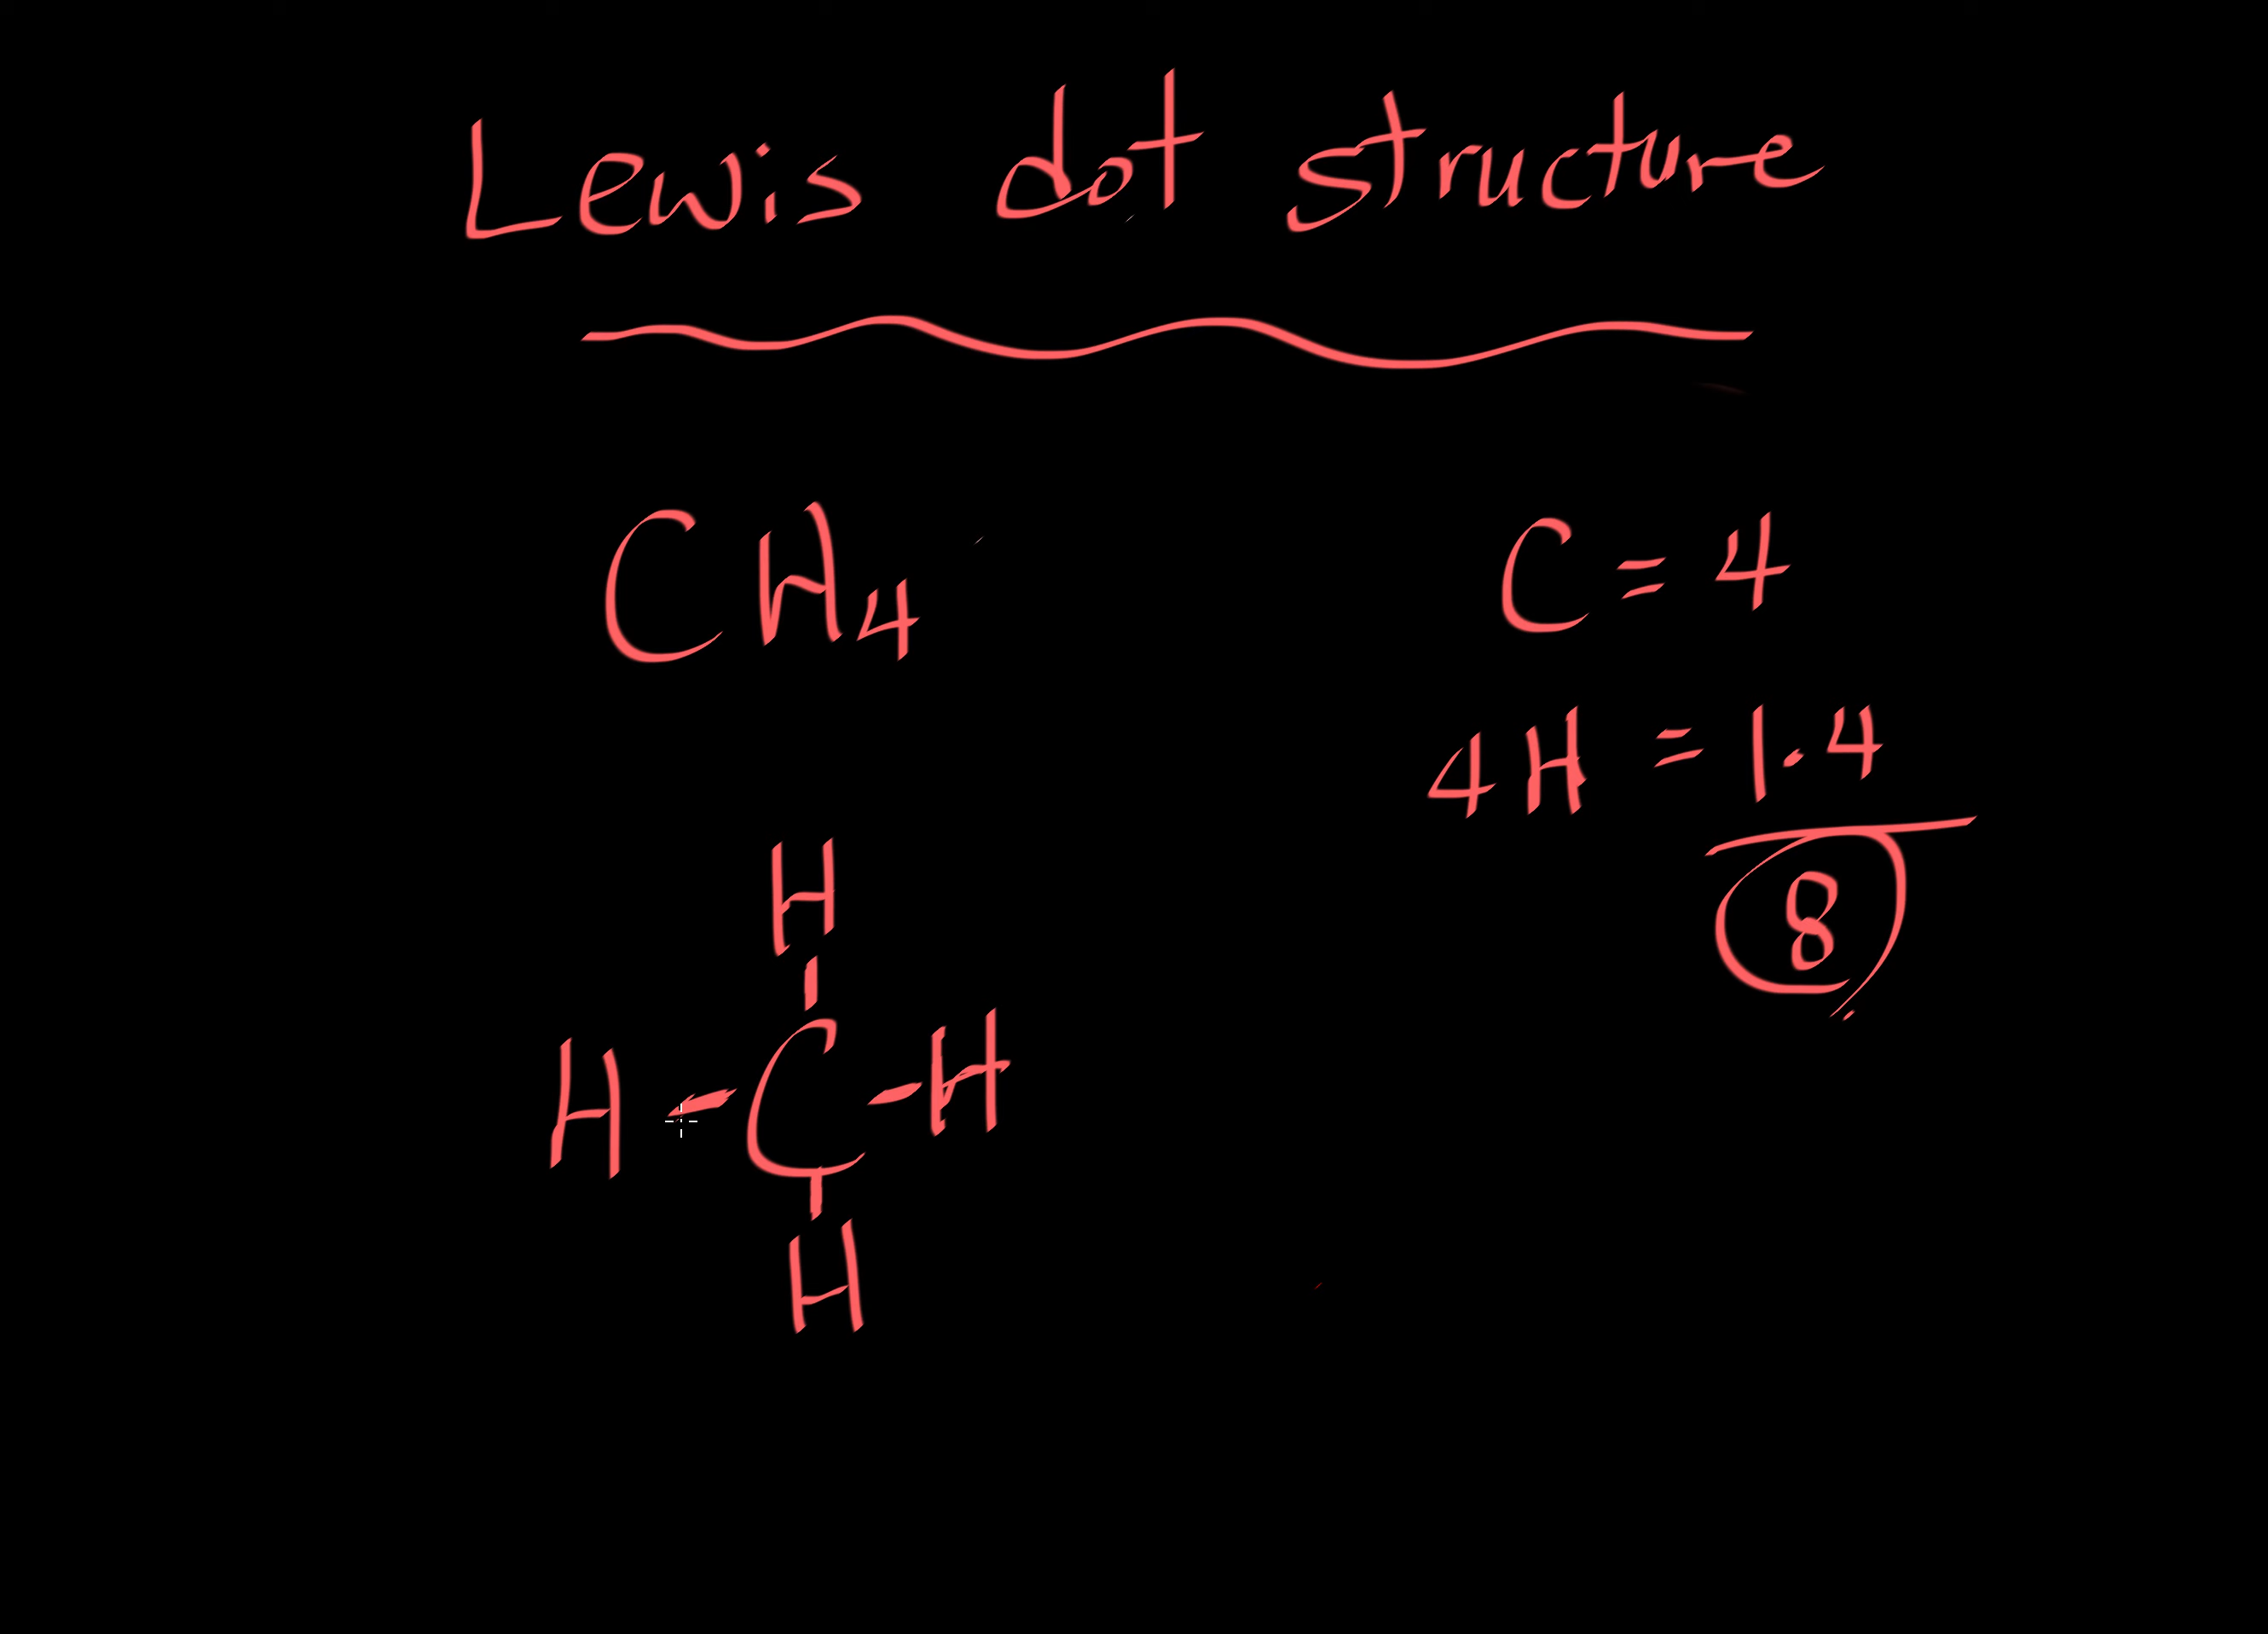 Lewis dot structure
CH4
C = 4
4H = 1.4
8
H
H - C - H
H